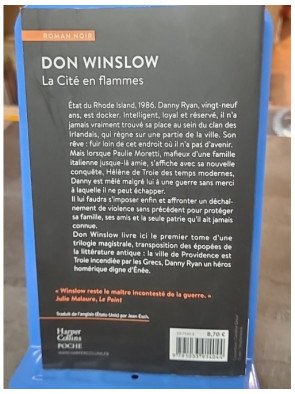 ROMAN NOIR
DON WINSLOW
La Cité en flammes
État du Rhode Island, 1986. Danny Ryan, vingt-neuf
ans, est docker. Intelligent, loyal et réservé, il n'a
jamais vraiment trouvé sa place au sein du clan des
Irlandais, qui règne sur une partie de la ville. Son
rêve : fuir loin de cet endroit où il n'a pas d'avenir.
Mais lorsque Paulie Moretti, mafieux d'une famille
italienne jusque-là amie, s'affiche avec sa nouvelle
conquête, Hélène de Troie des temps modernes,
Danny est mêlé malgré lui à une guerre sans merci
à laquelle il ne peut échapper.
Il lui faudra s'imposer enfin et affronter un déchaî-
nement de violence sans précédent pour protéger
sa famille, ses amis et la seule patrie qu'il ait jamais
connue.
Don Winslow livre ici le premier tome d'une
trilogie magistrale, transposition des épopées de
la littérature antique : la ville de Providence est
Troie incendiée par les Grecs, Danny Ryan un héros
homérique digne d'Énée.
« Winslow reste le maître incontesté de la guerre. »
Julie Malaure, Le Point
Traduit de l'anglais (États-Unis) par Jean Esch.
Harper
Collins
POCHE
WWW.HARPERCOLLINS.FR
8,70 €